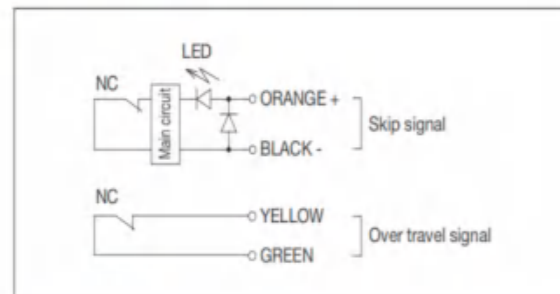 LED
NC
Main circuit
ORANGE +
BLACK -
Skip signal
NC
YELLOW
GREEN
Over travel signal